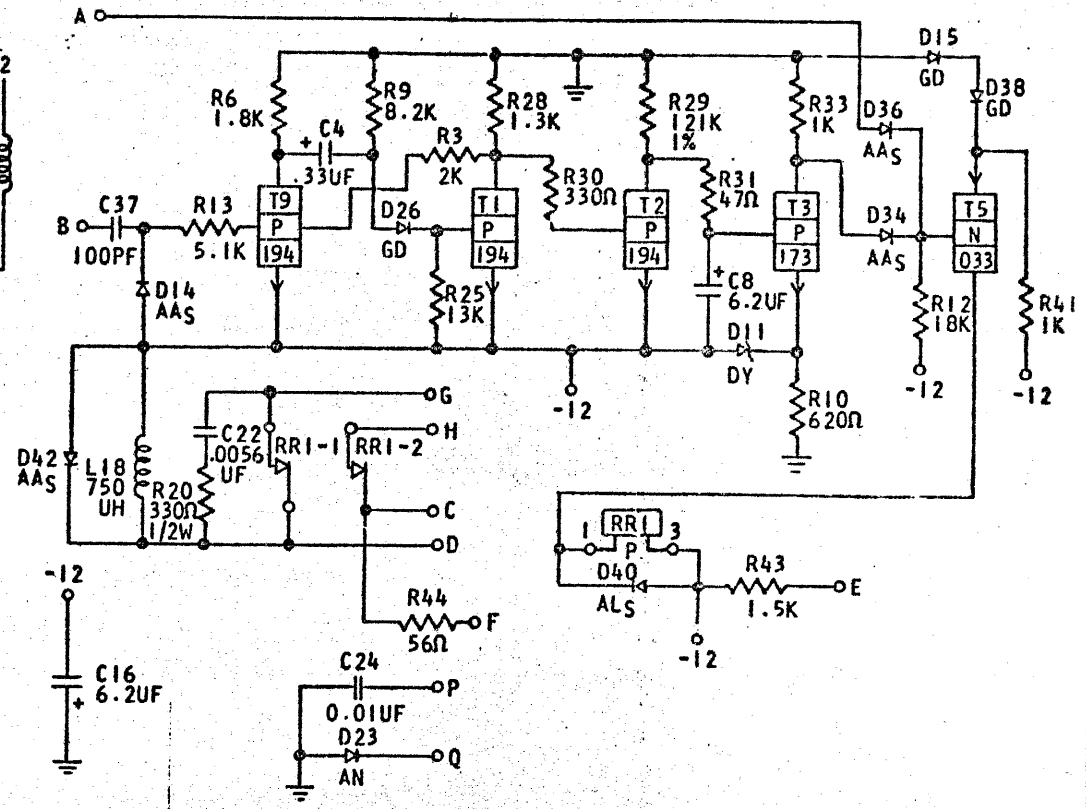 A
2
R6
1.8K
+ C4
.33UF
R9
8.2K
R3
2K
R28
1.3K
R29
121K
1%
R33
1K
D15
GD
D38
GD
D36
AAS
R30
330Ω
R31
47Ω
T9
P
194
T1
P
194
T2
P
194
T3
P
173
T5
N
033
B
C37
100PF
R13
5.1K
D26
GD
D34
AAS
D14
AAS
R25
13K
+ C8
6.2UF
D11
DY
R12
18K
-12
R41
1K
-12
-12
R10
620Ω
G
H
C
D
C22
.0056
UF
RR1-1
RR1-2
D42
AAS
L18
750
UH
R20
330Ω
1/2W
1
RR1
3
P
D40
ALS
R43
1.5K
E
-12
-12
C16
6.2UF
+
R44
56Ω
F
C24
0.01UF
P
D23
AN
Q